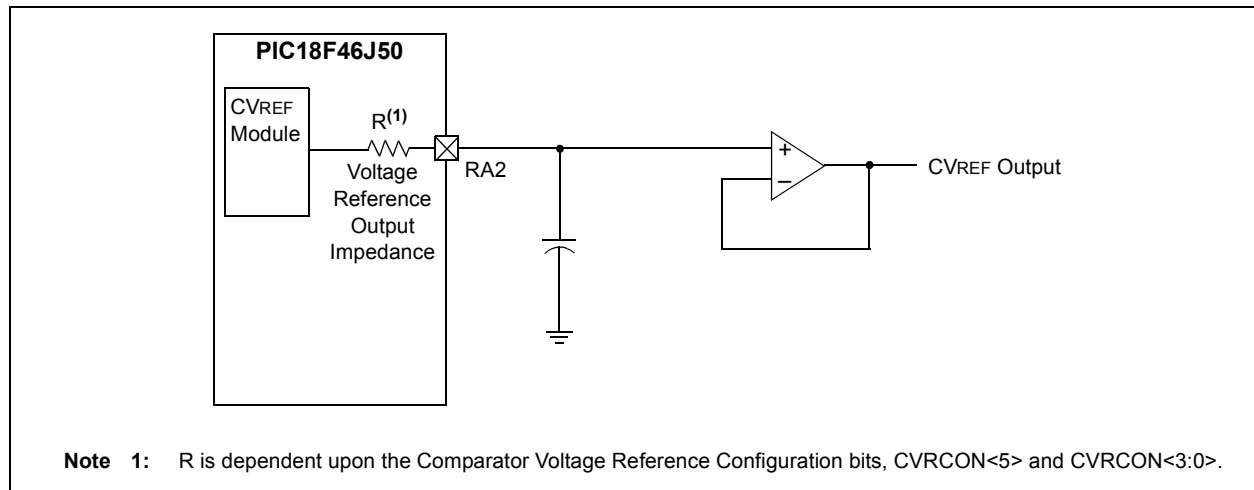 PIC18F46J50
CVREF
Module
R(1)
Voltage
Reference
Output
Impedance
RA2
+
–
CVREF Output
Note 1: R is dependent upon the Comparator Voltage Reference Configuration bits, CVRCON<5> and CVRCON<3:0>.